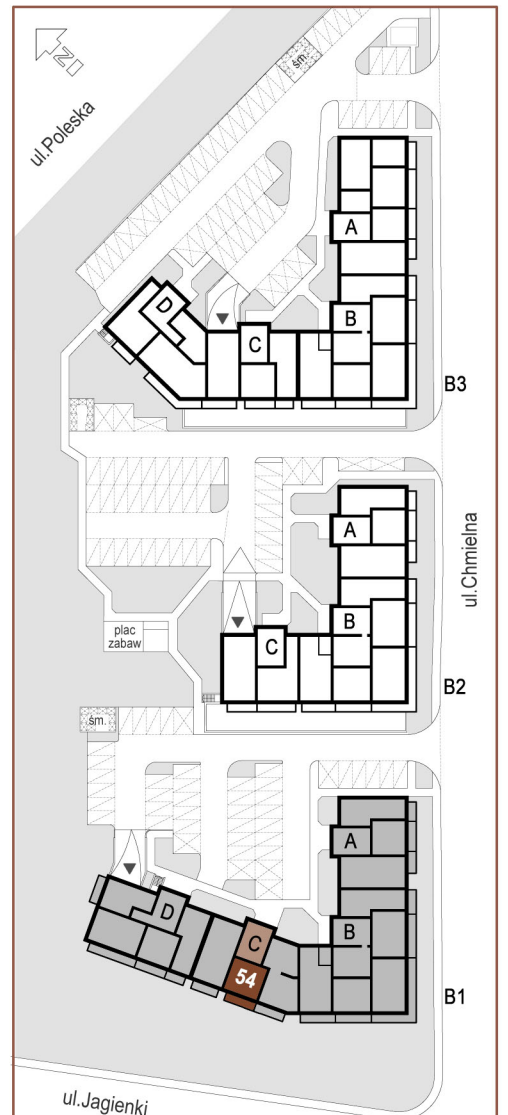 N
śm.
ul.Poleska
A
D
B
C
B3
A
ul.Chmielna
B
plac
zabaw
C
B2
śm.
A
D
B
C
54
B1
ul.Jagienki